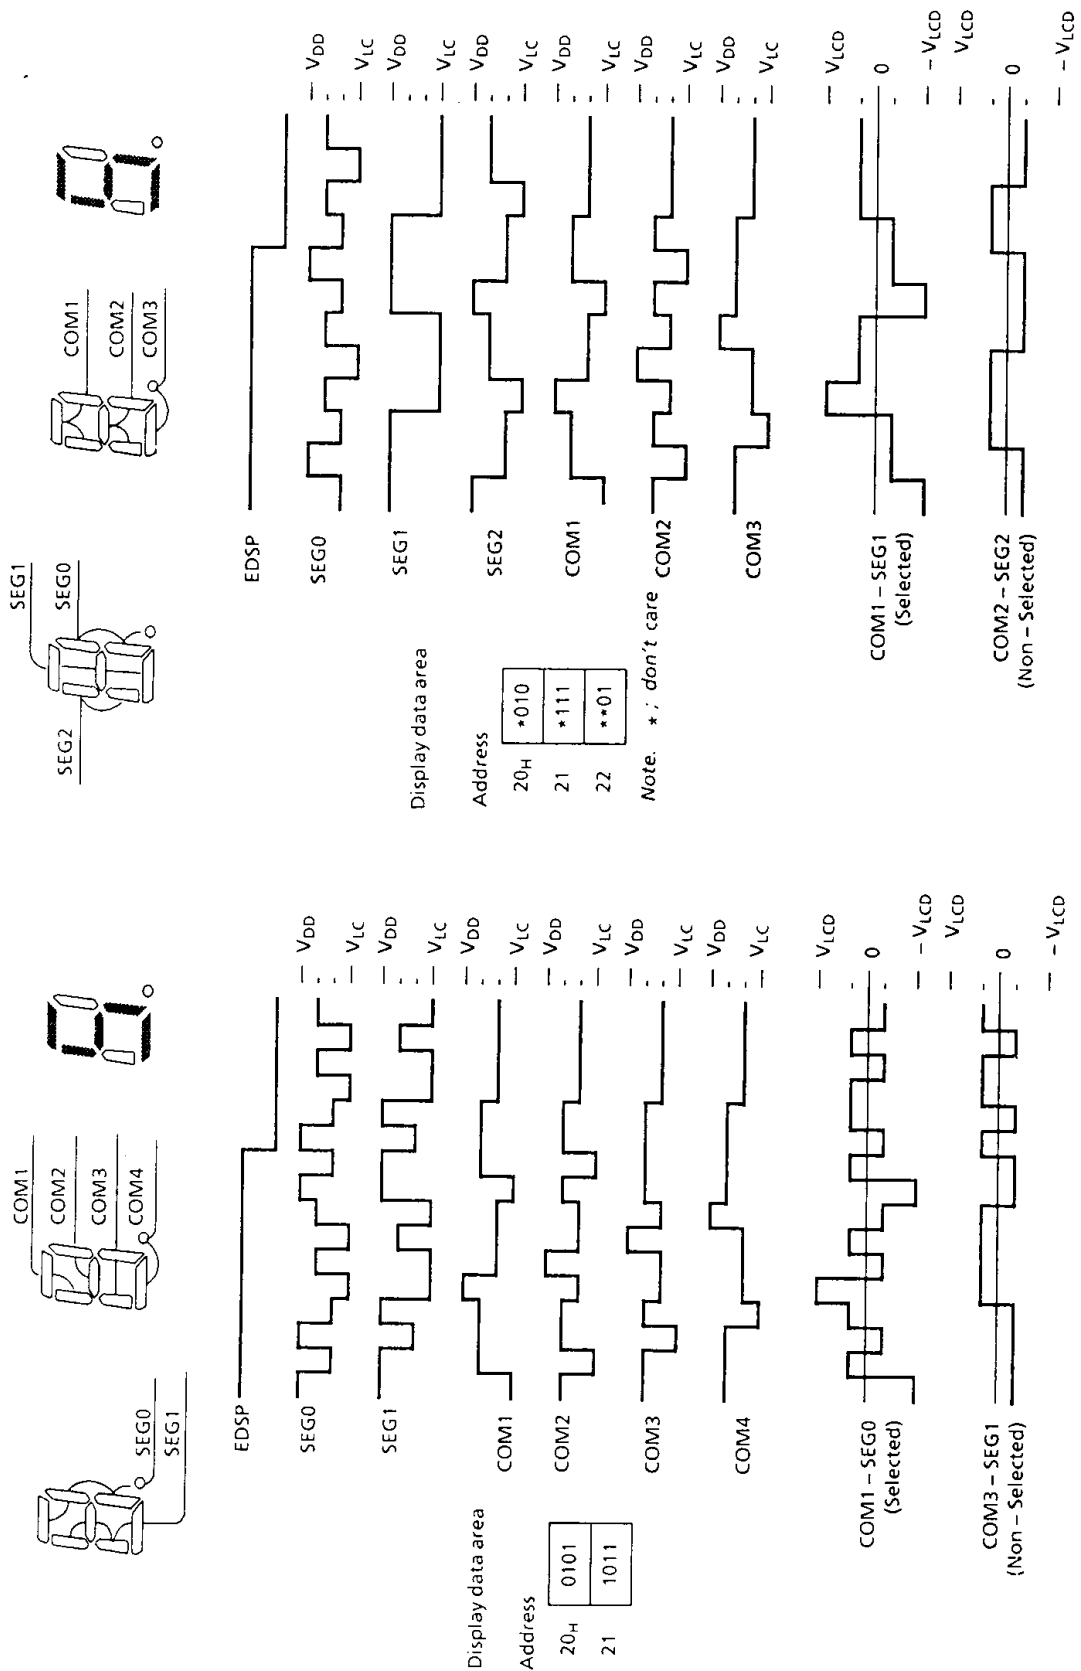 SEG1
SEG0
SEG2
COM1
COM2
COM3
EDSP
SEG0
VDD
VLC
SEG1
VDD
VLC
SEG2
VDD
VLC
COM1
VDD
VLC
COM2
VDD
VLC
COM3
VDD
VLC
Display data area
Address
20H *010
21 *111
22 **01
Note. *; don't care
COM1 – SEG1
(Selected)
VLCD
0
– VLCD
COM2 – SEG2
(Non – Selected)
VLCD
0
– VLCD
SEG0
SEG1
COM1
COM2
COM3
COM4
EDSP
SEG0
VDD
VLC
SEG1
VDD
VLC
COM1
VDD
VLC
COM2
VDD
VLC
COM3
VDD
VLC
COM4
VDD
VLC
Display data area
Address
20H 0101
21 1011
COM1 – SEG0
(Selected)
VLCD
0
– VLCD
COM3 – SEG1
(Non – Selected)
VLCD
0
– VLCD